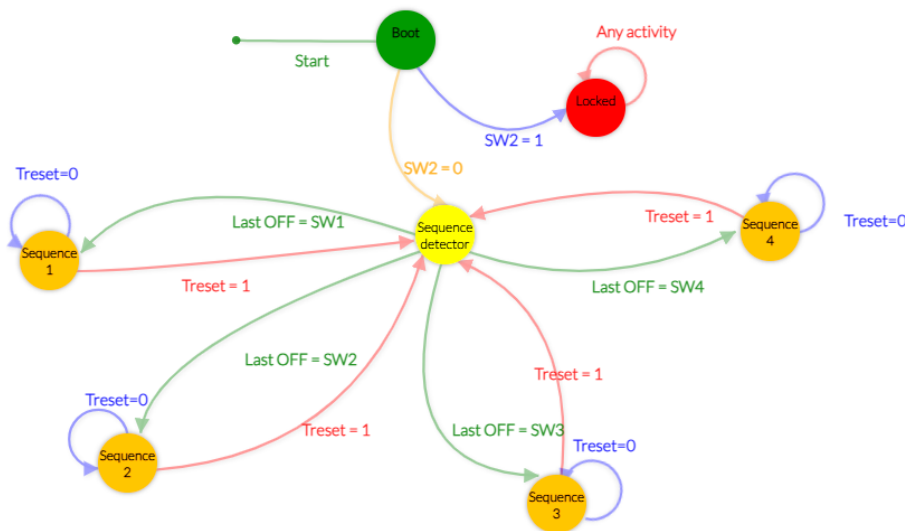 Boot
Any activity
Start
Locked
SW2 = 1
SW2 = 0
Treset=0
Last OFF = SW1
Sequence
detector
Treset = 1
Sequence
4
Treset=0
Sequence
1
Treset = 1
Last OFF = SW4
Last OFF = SW2
Treset = 1
Treset=0
Treset = 1
Last OFF = SW3
Treset=0
Sequence
2
Sequence
3